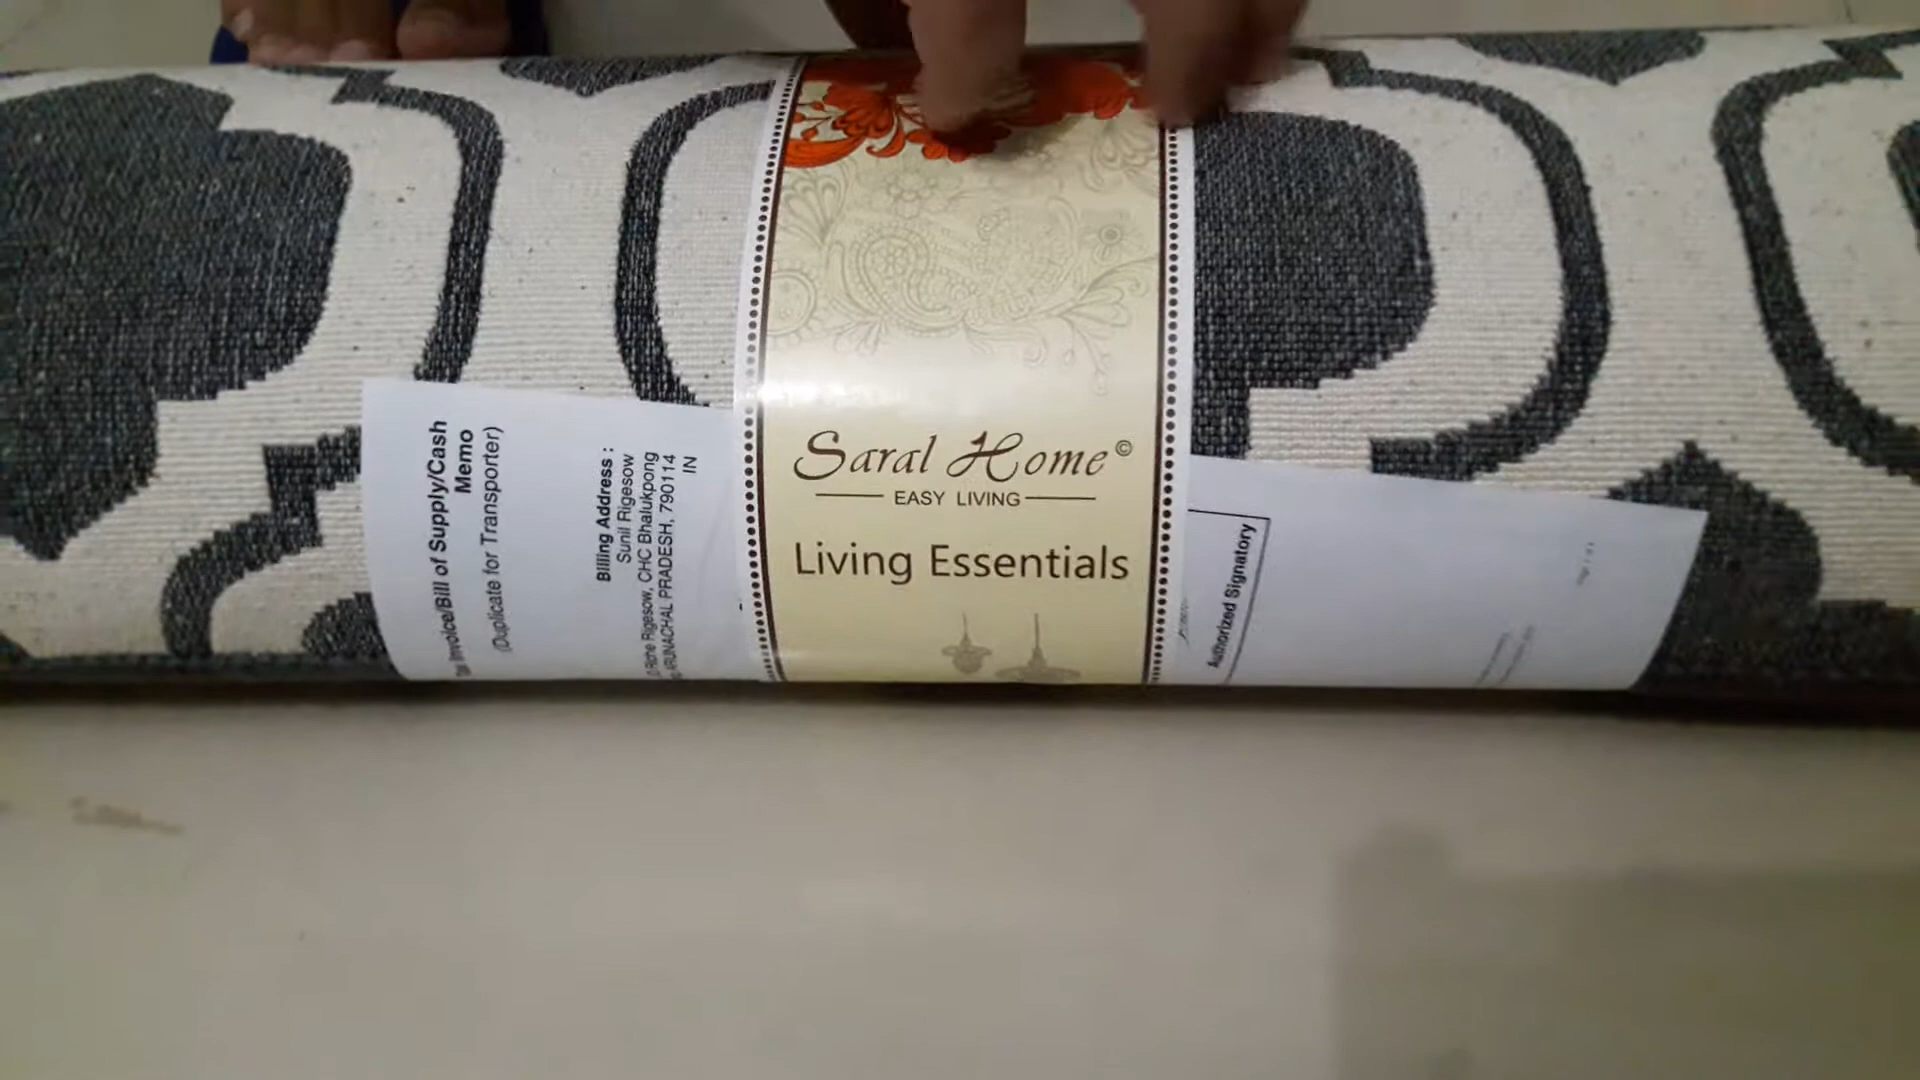 Invoice/Bill of Supply/Cash
Memo
(Duplicate for Transporter)
Billing Address :
Sunil Rigesow
Riche Rigesow, CHC Bhalukpong
ARUNACHAL PRADESH, 790114
IN
Saral Home©
EASY LIVING
Living Essentials
Authorized Signatory